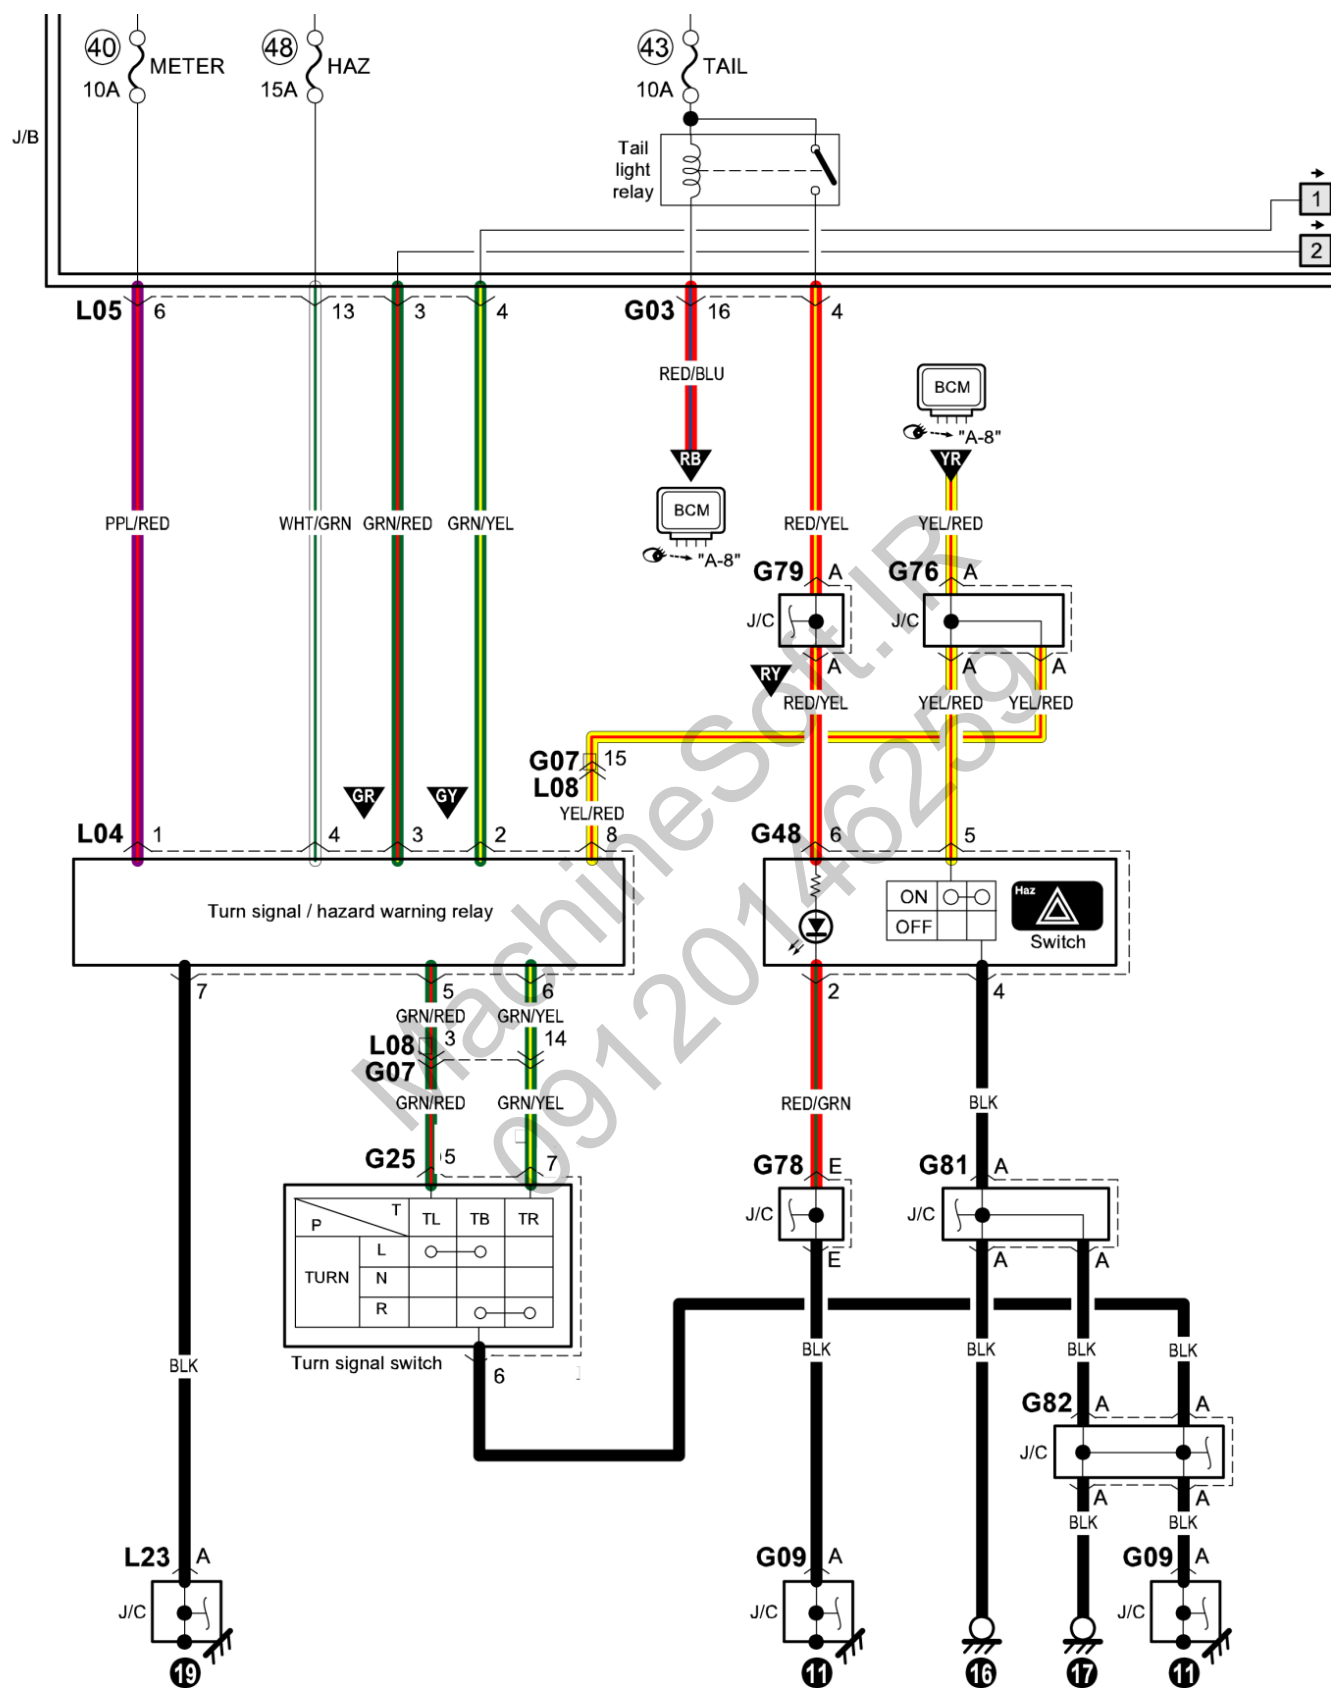 40 METER 10A
48 HAZ 15A
43 TAIL 10A
J/B
Tail
light
relay
1
2
L05 6 13 3 4 G03 16 4
RED/BLU
BCM
"A-8"
RB YR
BCM
"A-8"
PPL/RED WHT/GRN GRN/RED GRN/YEL RED/YEL YEL/RED
G79 A G76 A
J/C J/C
A A A
RY
RED/YEL YEL/RED YEL/RED
G07 15
L08
GR GY YEL/RED
L04 1 4 3 2 8 G48 6 5
Turn signal / hazard warning relay
ON
OFF
Haz
Switch
7 5 6 2 4
GRN/RED GRN/YEL
L08 3 14
G07
GRN/RED GRN/YEL RED/GRN BLK
G25 5 7 G78 E G81 A
P T TL TB TR
TURN L
N
R
J/C J/C
E A A
Turn signal switch
6
BLK BLK BLK BLK BLK
G82 A A
J/C
A A
BLK BLK
L23 A G09 A G09 A
J/C J/C J/C
19 11 16 17 11
MachineSoft.IR
09120146259